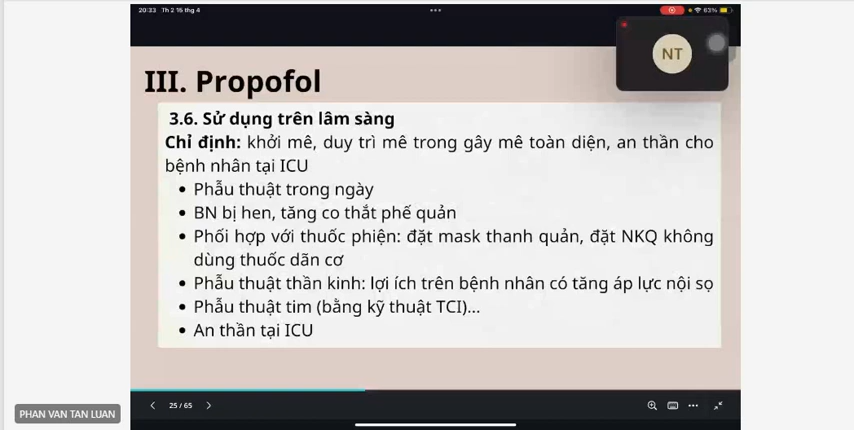 20:33 Th 2 15 thg 4
63%
NT
III. Propofol
3.6. Sử dụng trên lâm sàng
Chỉ định: khởi mê, duy trì mê trong gây mê toàn diện, an thần cho
bệnh nhân tại ICU
• Phẫu thuật trong ngày
• BN bị hen, tăng co thắt phế quản
• Phối hợp với thuốc phiện: đặt mask thanh quản, đặt NKQ không
dùng thuốc dãn cơ
• Phẫu thuật thần kinh: lợi ích trên bệnh nhân có tăng áp lực nội sọ
• Phẫu thuật tim (bằng kỹ thuật TCI)...
• An thần tại ICU
25 / 65
PHAN VAN TAN LUAN